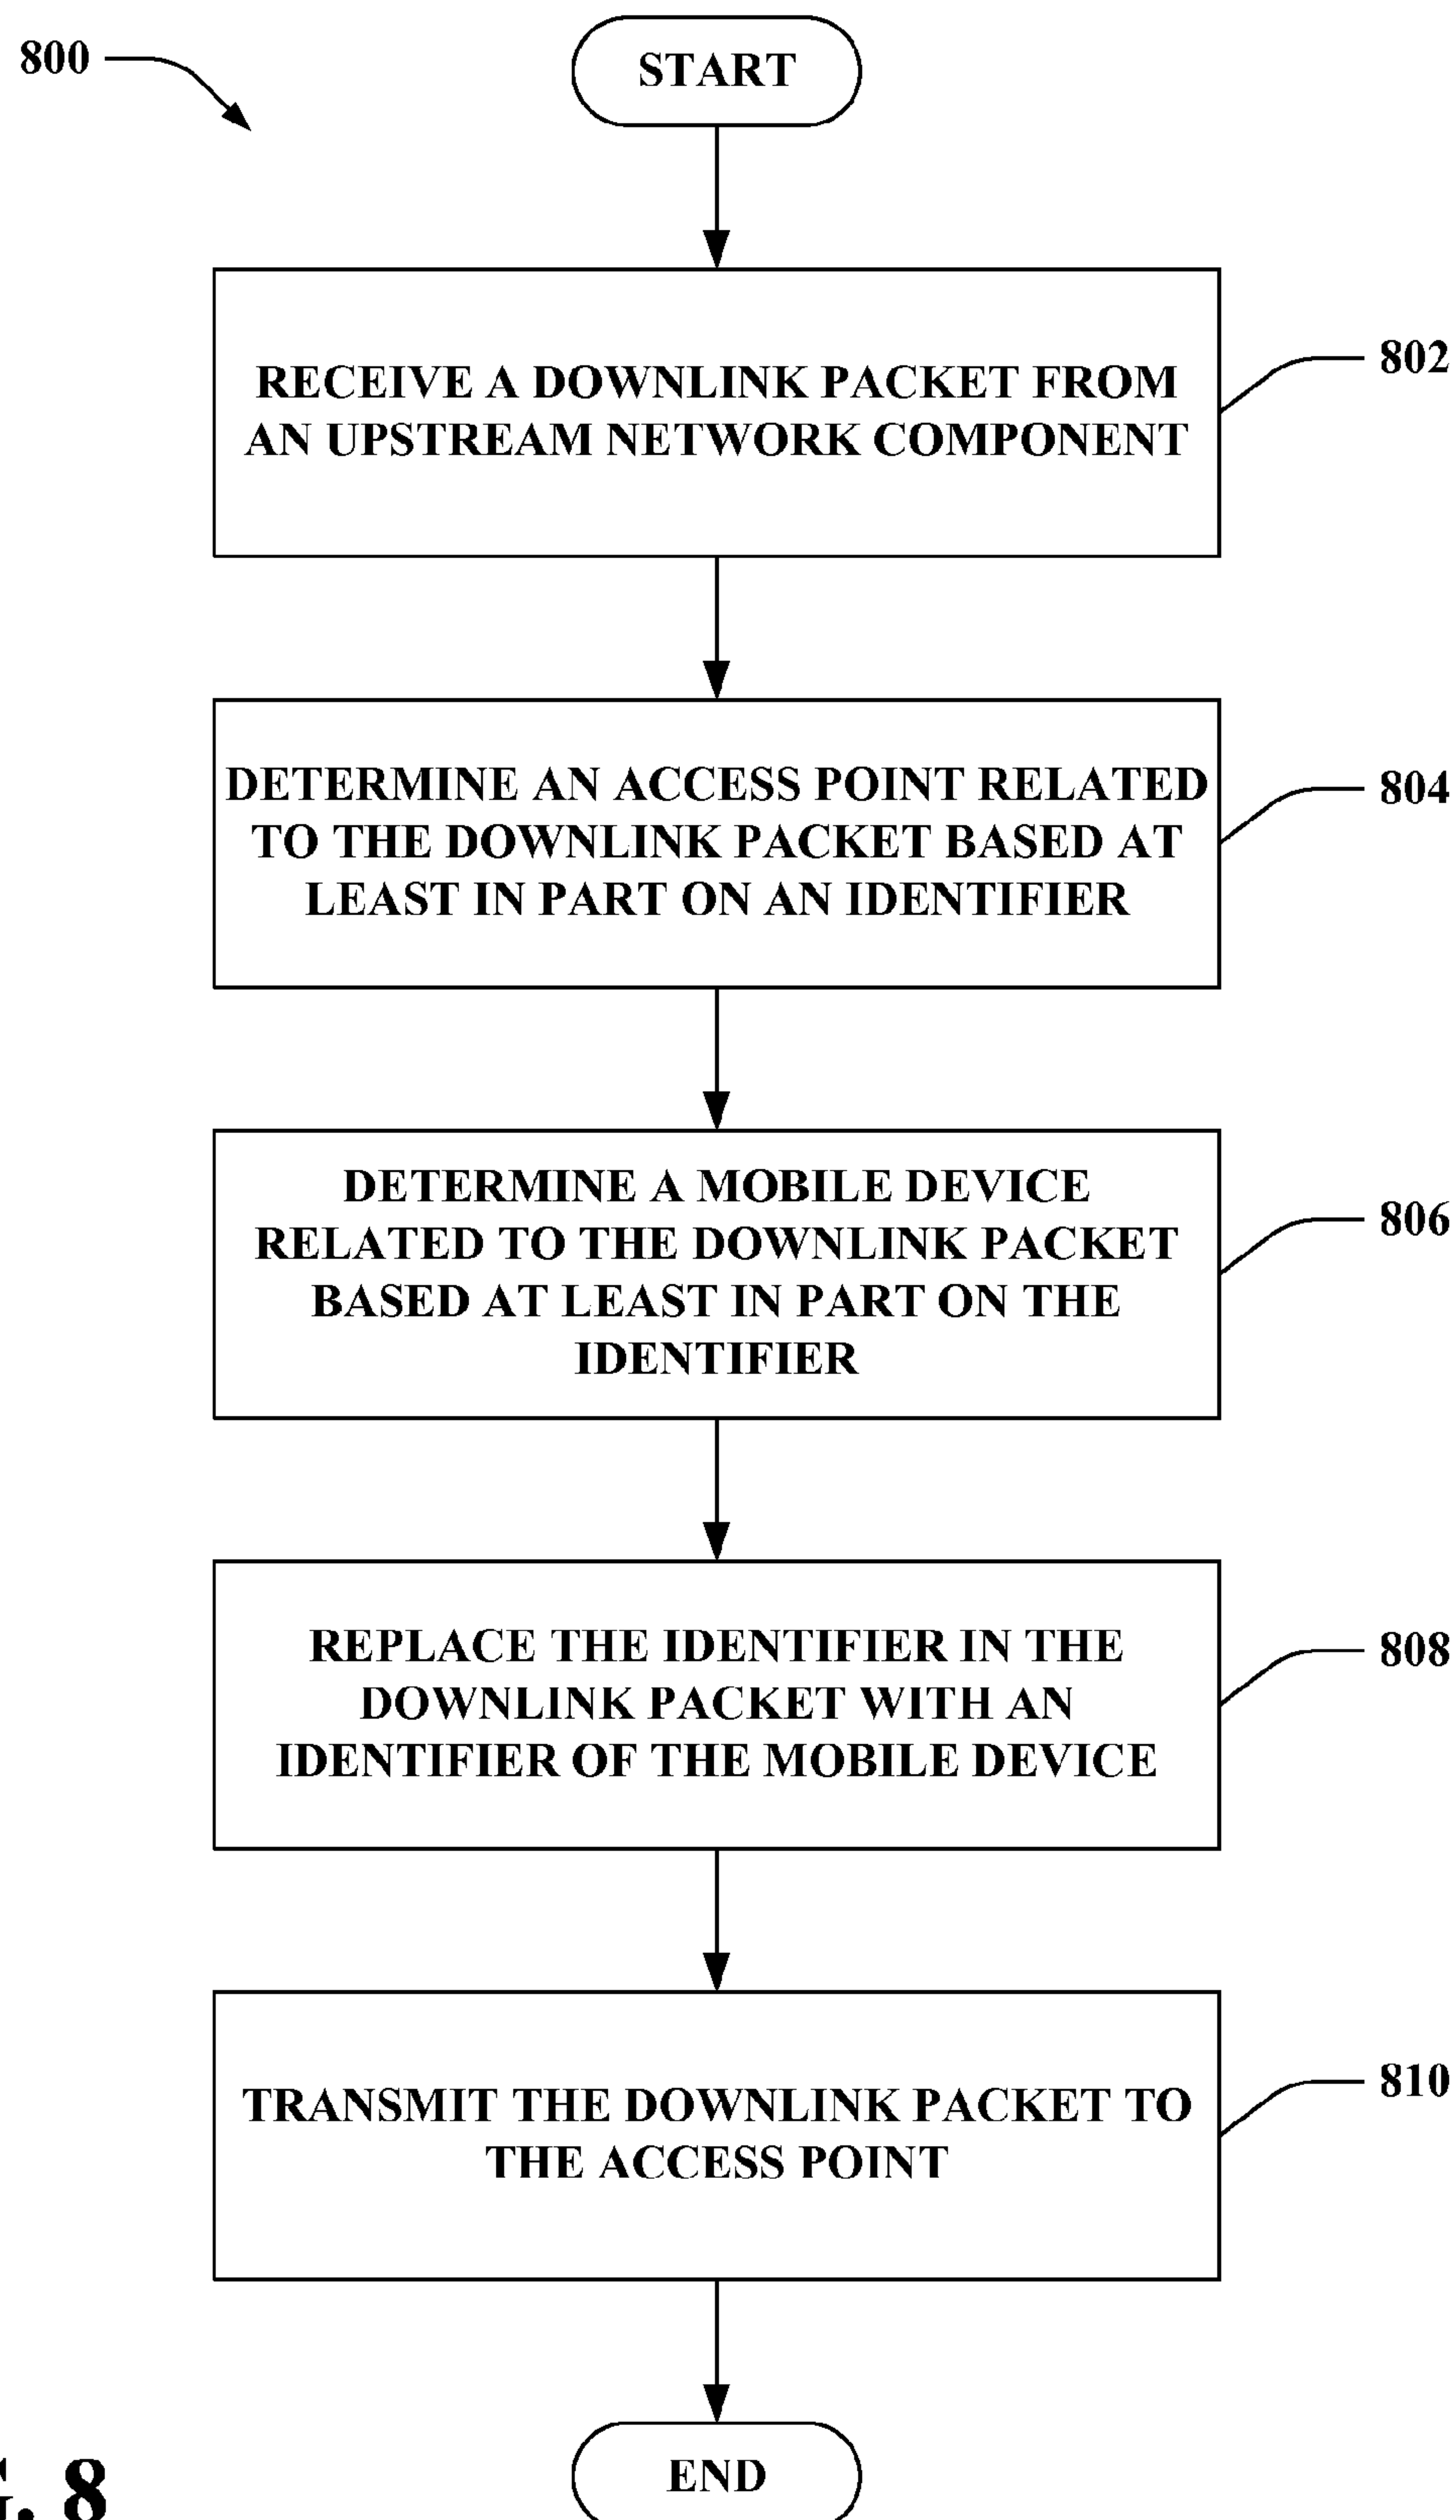 800
START
RECEIVE A DOWNLINK PACKET FROM
AN UPSTREAM NETWORK COMPONENT
802
DETERMINE AN ACCESS POINT RELATED
TO THE DOWNLINK PACKET BASED AT
LEAST IN PART ON AN IDENTIFIER
804
DETERMINE A MOBILE DEVICE
RELATED TO THE DOWNLINK PACKET
BASED AT LEAST IN PART ON THE
IDENTIFIER
806
REPLACE THE IDENTIFIER IN THE
DOWNLINK PACKET WITH AN
IDENTIFIER OF THE MOBILE DEVICE
808
TRANSMIT THE DOWNLINK PACKET TO
THE ACCESS POINT
810
END
8